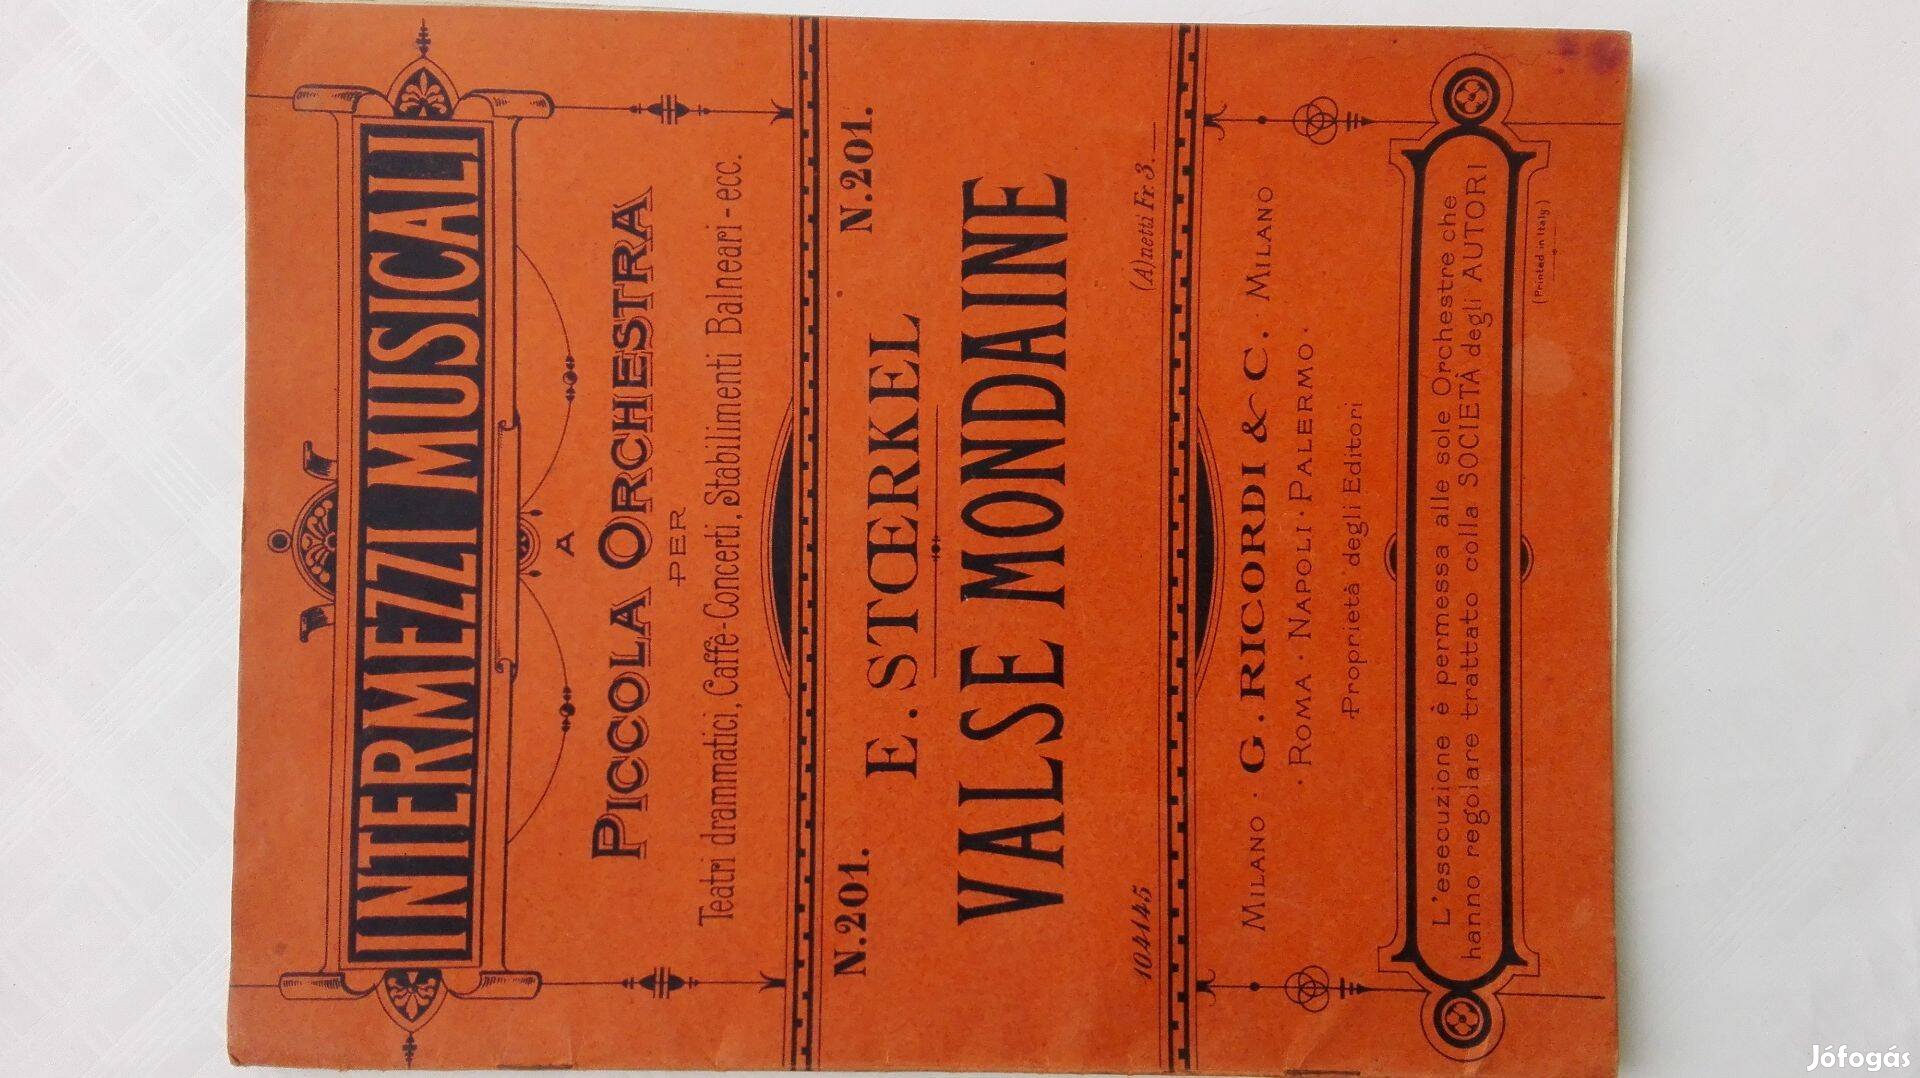 INTERMEZZI MUSICALI
A
PICCOLA ORCHESTRA
PER
Teatri drammatici, Caffè-Concerti, Stabilimenti Balneari - ecc.
N.201. N.201.
E. STŒRKEL
VALSE MONDAINE
104145 (A) netti Fr. 3.—
MILANO · G. RICORDI & C. · MILANO
· ROMA · NAPOLI · PALERMO ·
Proprietà degli Editori
L'esecuzione è permessa alle sole Orchestre che
hanno regolare trattato colla SOCIETÀ degli AUTORI
(Printed in Italy)
Jófogás